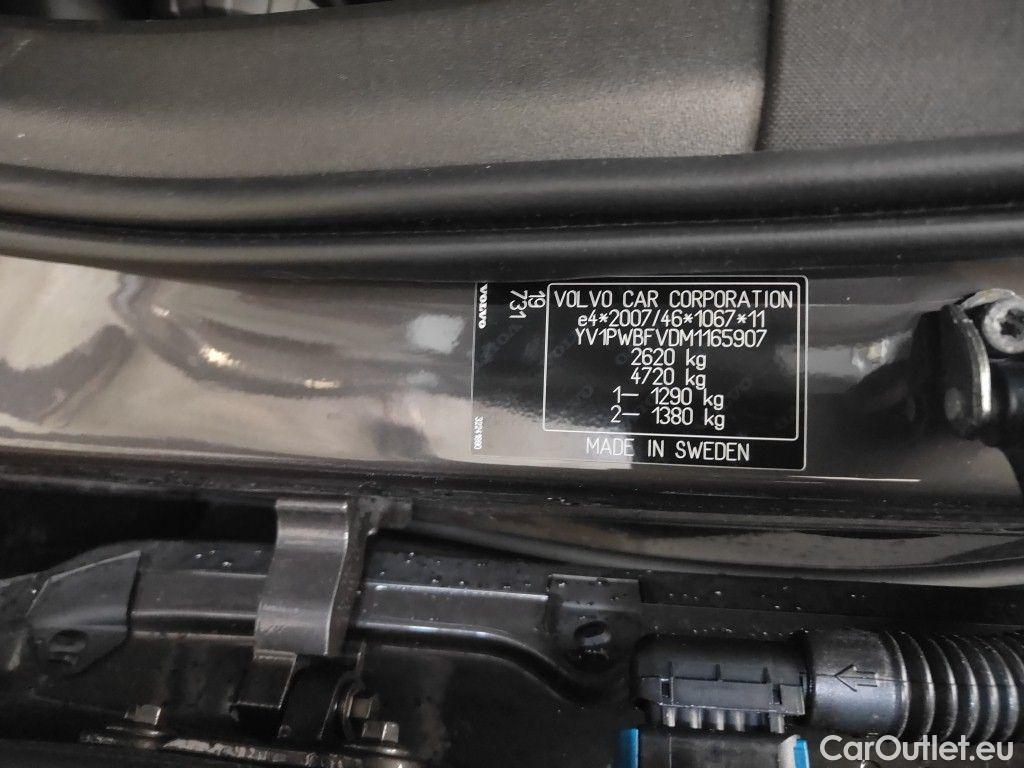 VOLVO
19
731
VOLVO CAR CORPORATION
e4*2007/46*1067*11
YV1PWBFVDM1165907
2620 kg
4720 kg
1— 1290 kg
2— 1380 kg
MADE IN SWEDEN
CarOutlet.eu